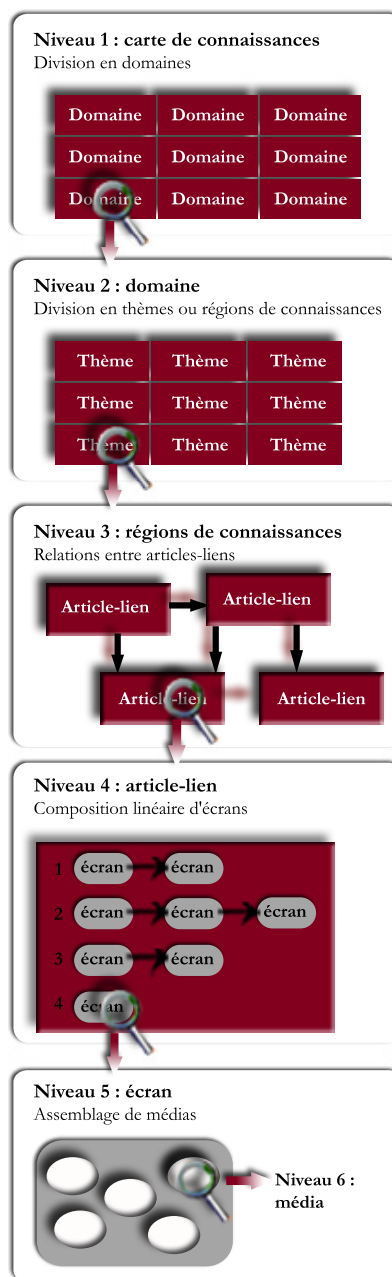 Niveau 1 : carte de connaissances
Division en domaines
Domaine Domaine Domaine
Domaine Domaine Domaine
Domaine Domaine Domaine
Niveau 2 : domaine
Division en thèmes ou régions de connaissances
Thème Thème Thème
Thème Thème Thème
Thème Thème Thème
Niveau 3 : régions de connaissances
Relations entre articles-liens
Article-lien Article-lien
Article-lien Article-lien
Niveau 4 : article-lien
Composition linéaire d'écrans
1 écran écran
2 écran écran écran
3 écran écran
4 écran
Niveau 5 : écran
Assemblage de médias
Niveau 6 :
média